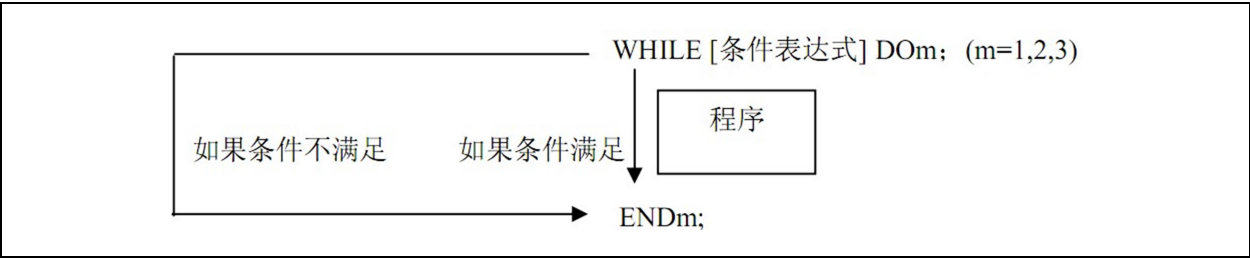 WHILE [条件表达式] DOm；(m=1,2,3)
程序
如果条件不满足 如果条件满足
ENDm;